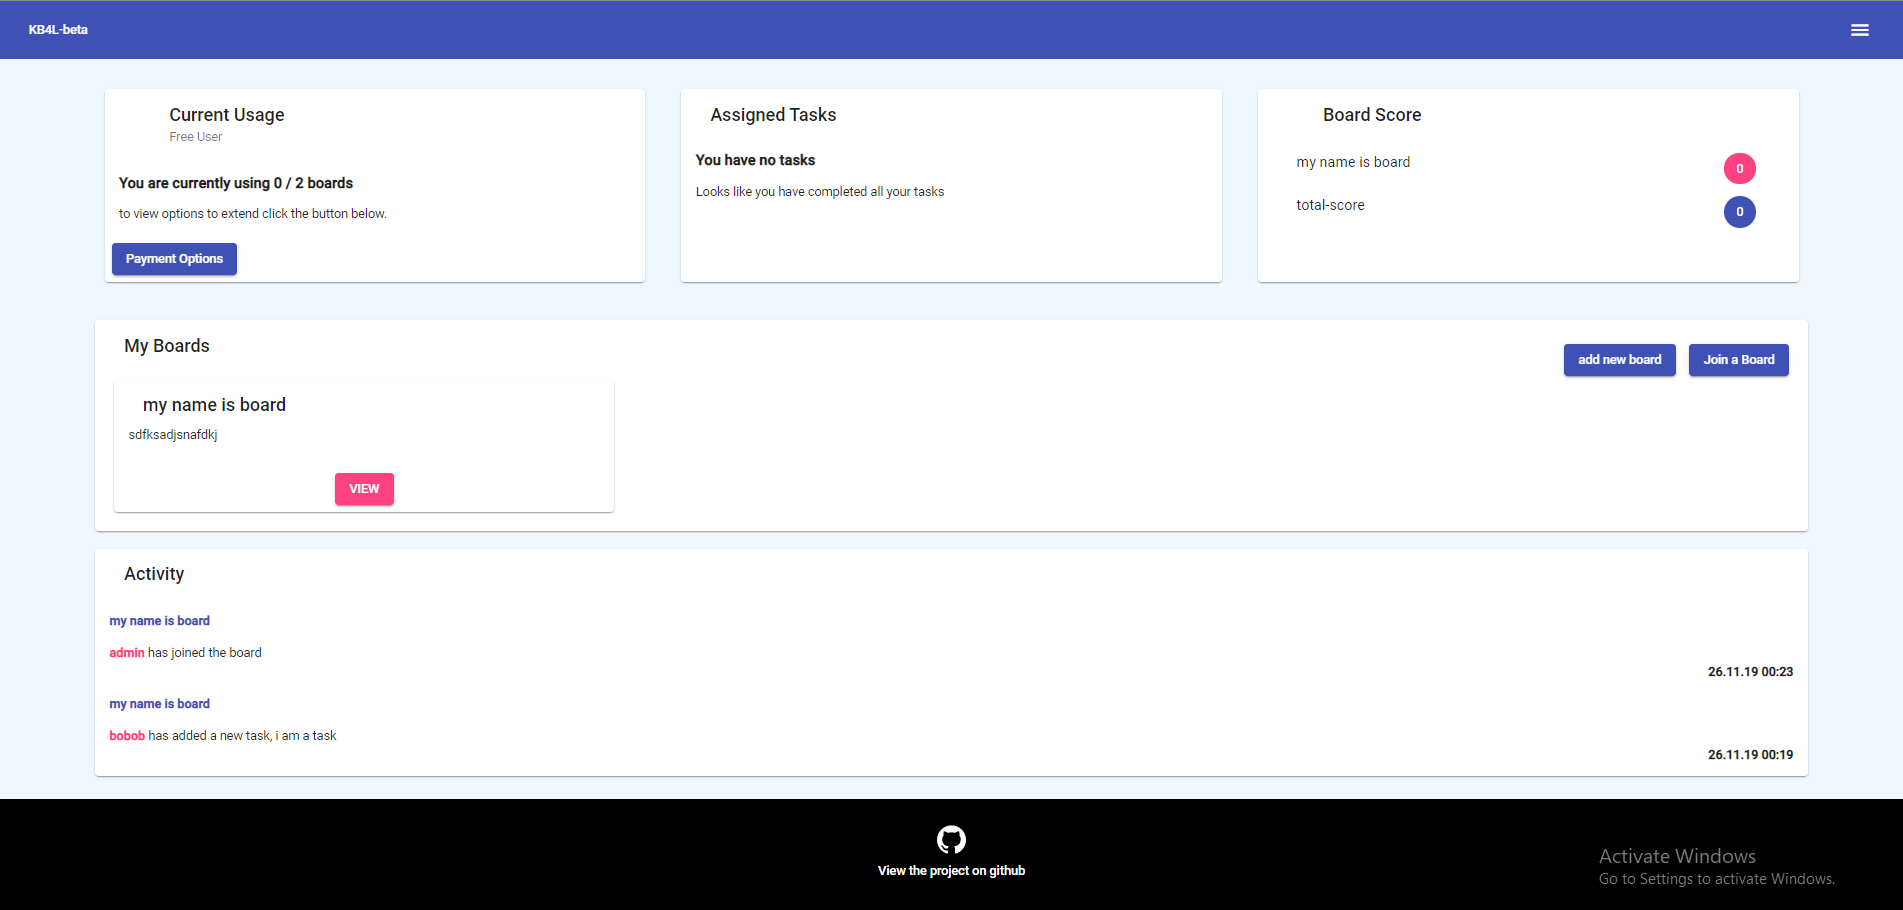 KB4L-beta
Current Usage
Free User
You are currently using 0 / 2 boards
to view options to extend click the button below.
Payment Options
Assigned Tasks
You have no tasks
Looks like you have completed all your tasks
Board Score
my name is board
0
total-score
0
My Boards
add new board
Join a Board
my name is board
sdfksadjsnafdkj
VIEW
Activity
my name is board
admin has joined the board
26.11.19 00:23
my name is board
bobob has added a new task, i am a task
26.11.19 00:19
View the project on github
Activate Windows
Go to Settings to activate Windows.